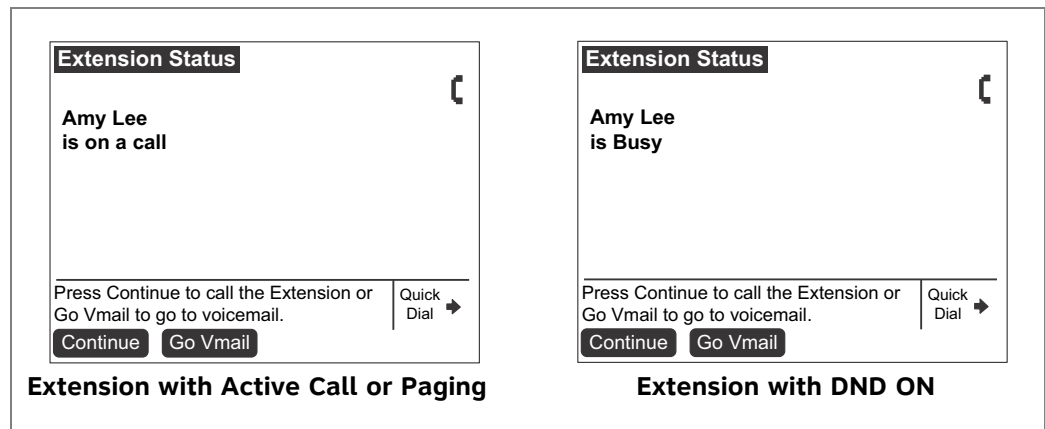 Extension Status
Amy Lee
is on a call
Press Continue to call the Extension or
Go Vmail to go to voicemail.
Quick
Dial
Continue Go Vmail
Extension with Active Call or Paging
Extension Status
Amy Lee
is Busy
Press Continue to call the Extension or
Go Vmail to go to voicemail.
Quick
Dial
Continue Go Vmail
Extension with DND ON